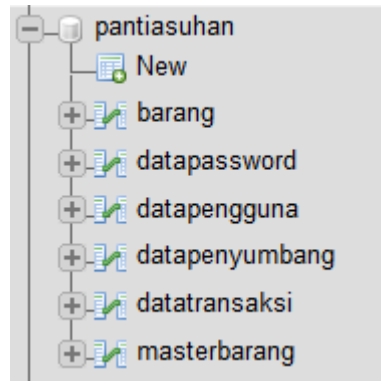 pantiasuhan
New
barang
datapassword
datapengguna
datapenyumbang
datatransaksi
masterbarang